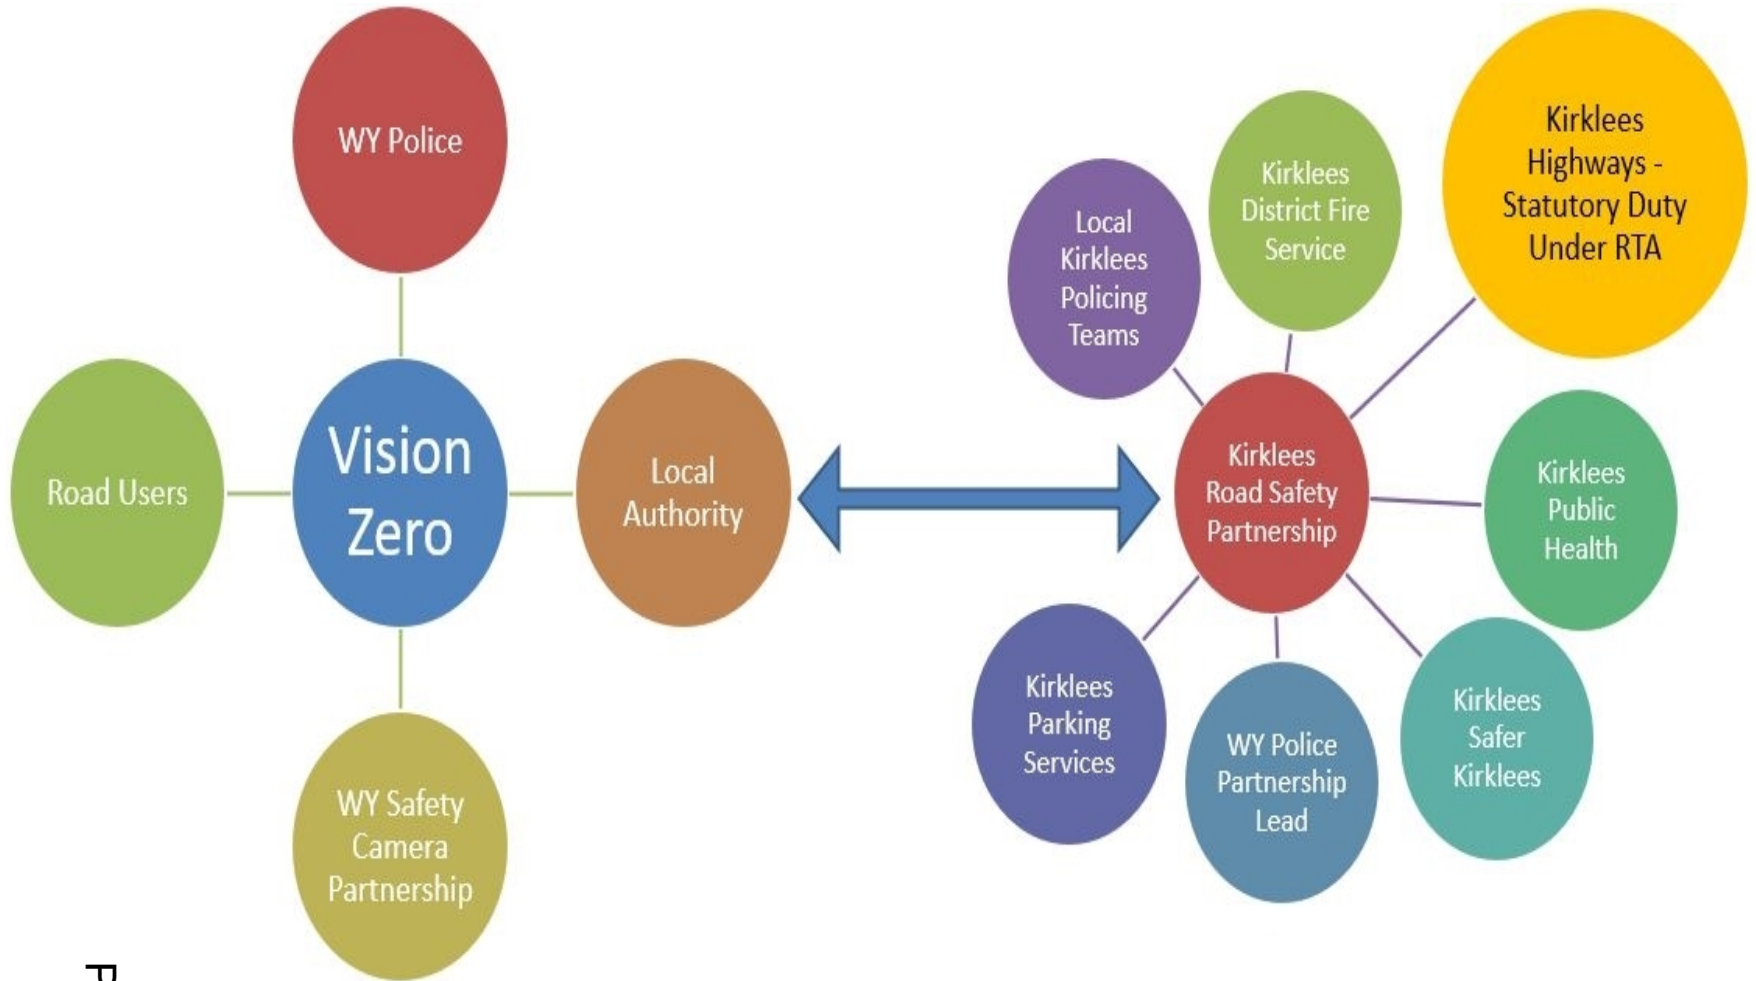 WY Police
Road Users
Vision
Zero
Local
Authority
WY Safety
Camera
Partnership
Local
Kirklees
Policing
Teams
Kirklees
District Fire
Service
Kirklees
Highways -
Statutory Duty
Under RTA
Kirklees
Road Safety
Partnership
Kirklees
Public
Health
Kirklees
Parking
Services
WY Police
Partnership
Lead
Kirklees
Safer
Kirklees